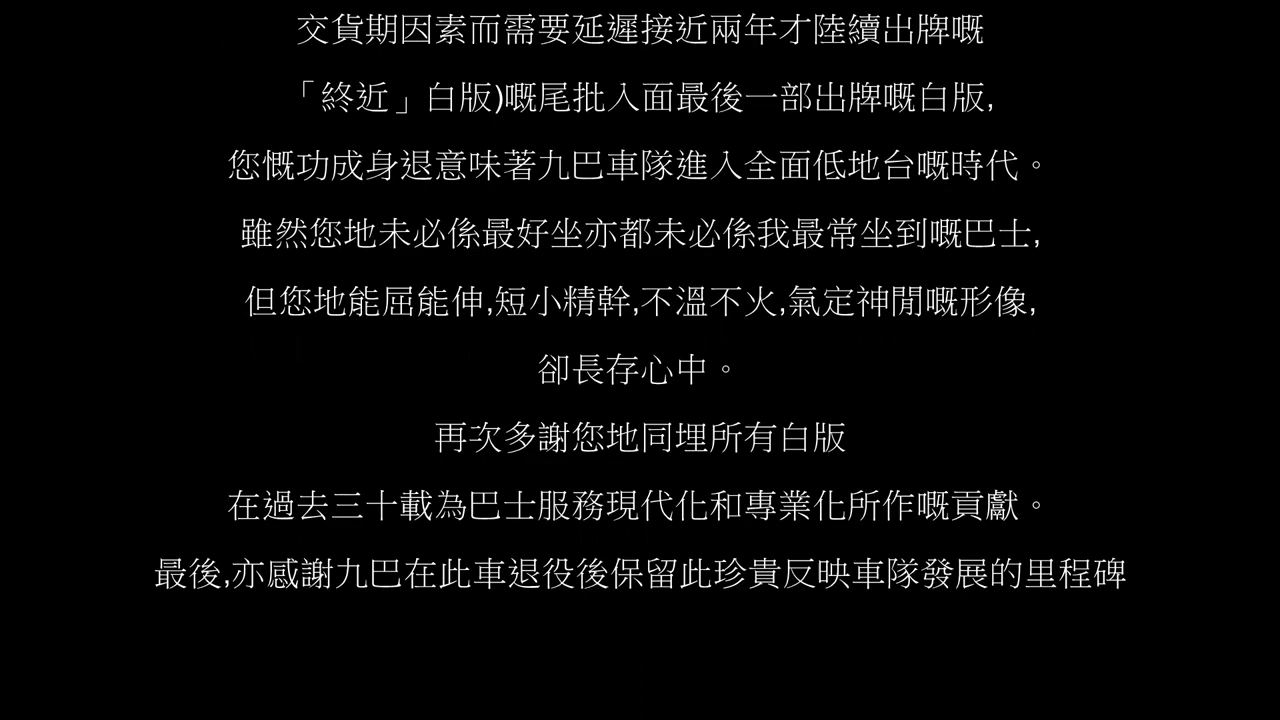 交貨期因素而需要延遲接近兩年才陸續出牌嘅
「終近」白版)嘅尾批入面最後一部出牌嘅白版,
您慨功成身退意味著九巴車隊進入全面低地台嘅時代。
雖然您地未必係最好坐亦都未必係我最常坐到嘅巴士,
但您地能屈能伸,短小精幹,不溫不火,氣定神閒嘅形像,
卻長存心中。
再次多謝您地同埋所有白版
在過去三十載為巴士服務現代化和專業化所作嘅貢獻。
最後,亦感謝九巴在此車退役後保留此珍貴反映車隊發展的里程碑